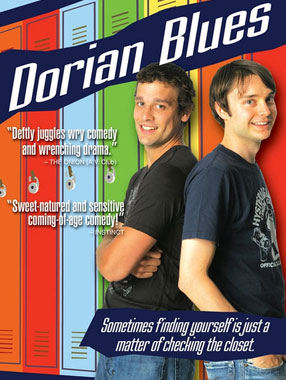 Dorian Blues
"Deftly juggles wry comedy
and wrenching drama."
– THE ONION (A.V. Club)
"Sweet-natured and sensitive
coming-of-age comedy!"
– INSTINCT
Sometimes finding yourself is just a
matter of checking the closet.